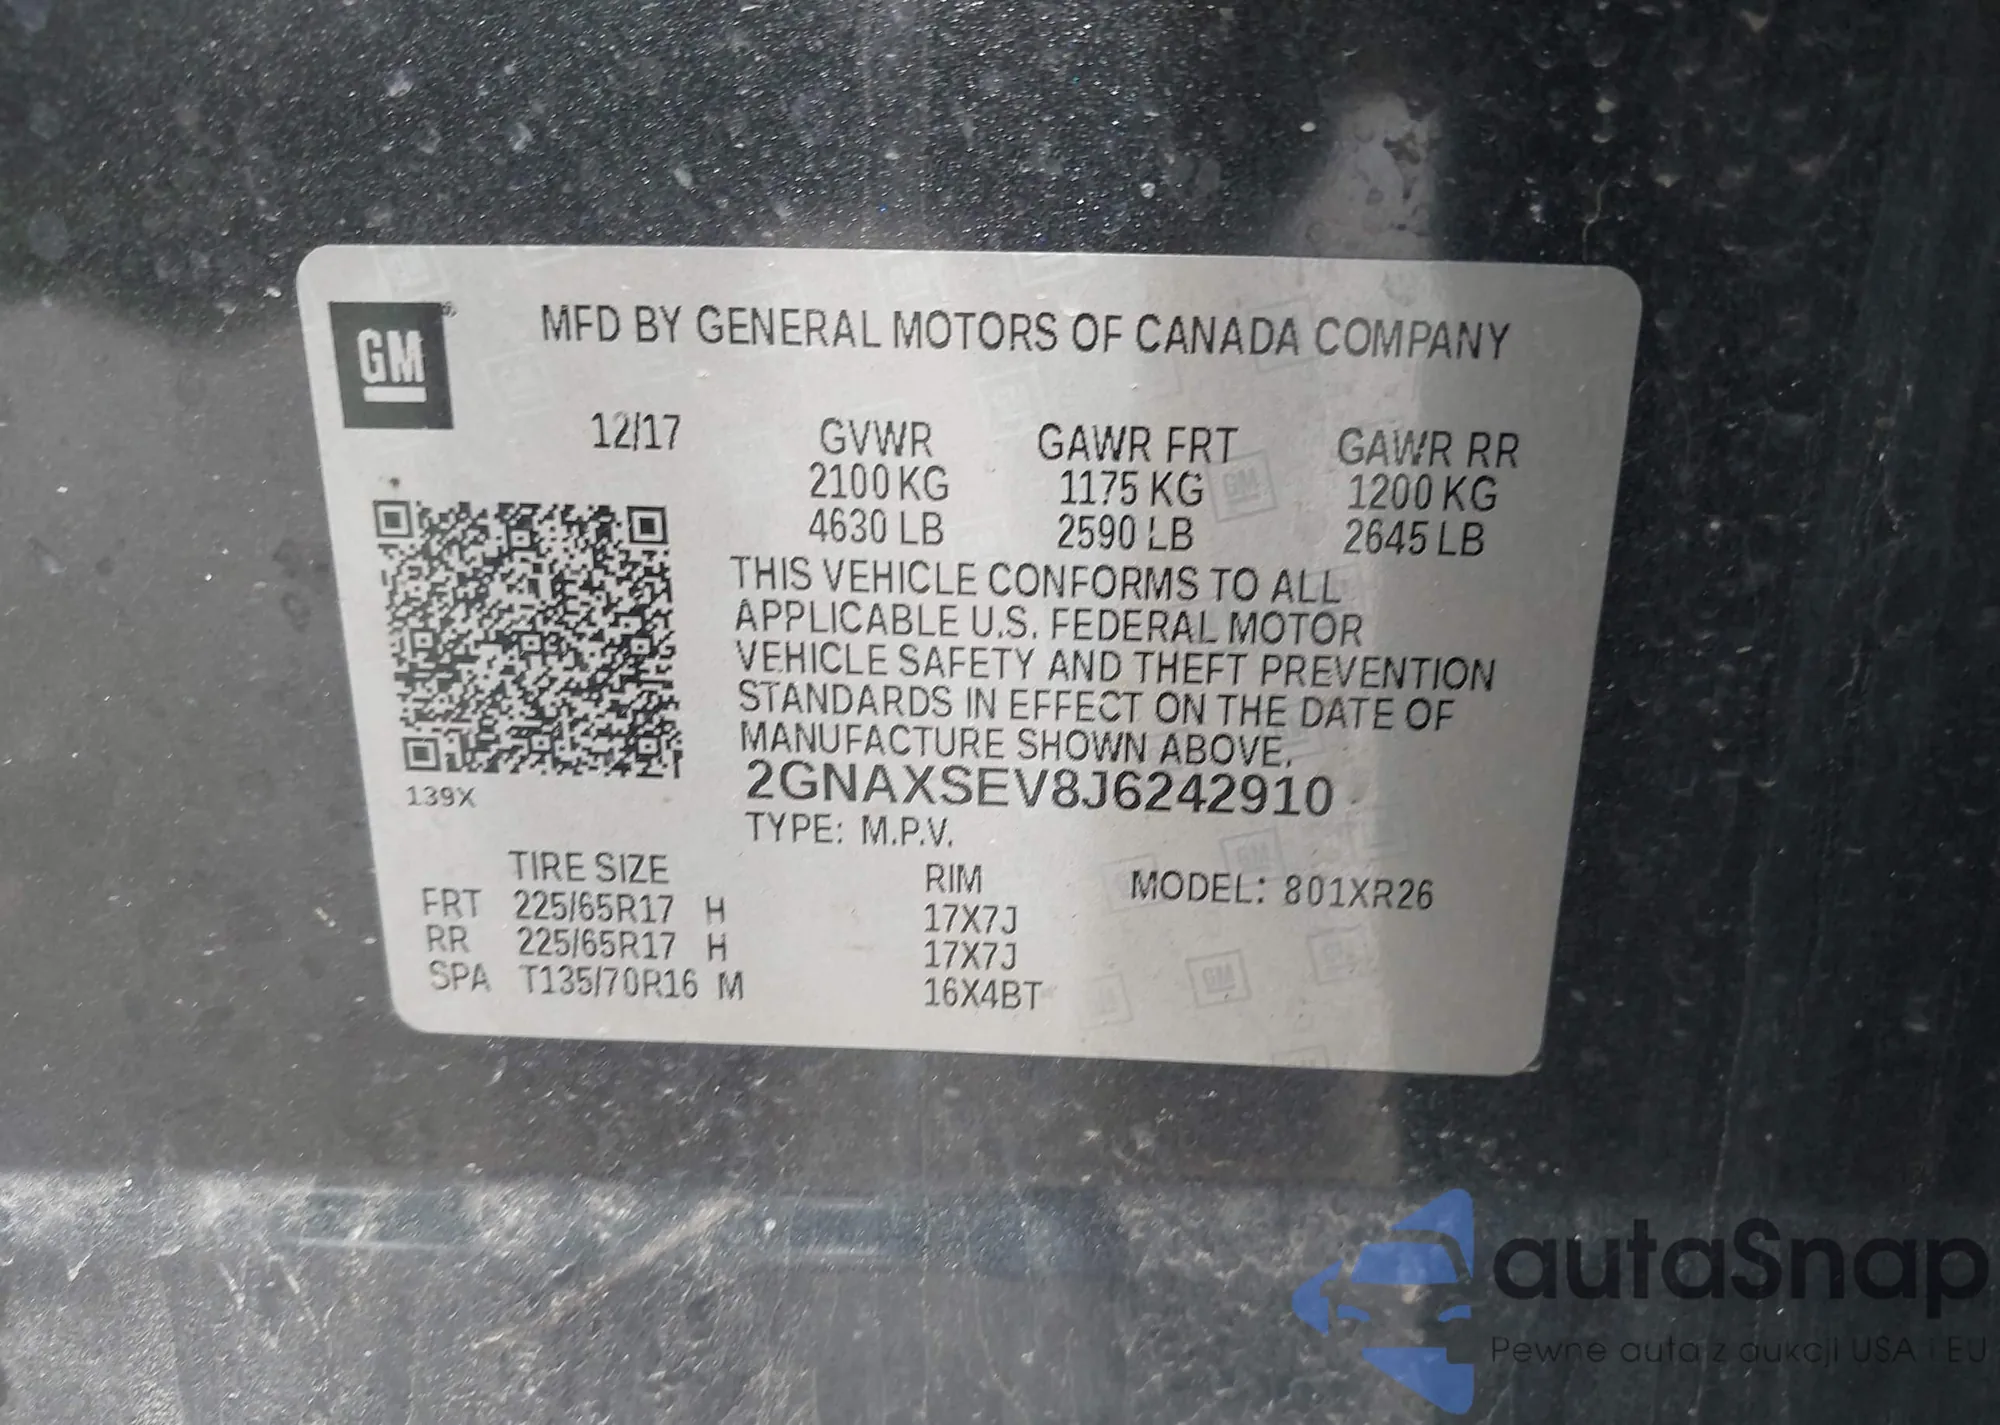 GM
MFD BY GENERAL MOTORS OF CANADA COMPANY
12/17 GVWR GAWR FRT GAWR RR
2100 KG 1175 KG 1200 KG
4630 LB 2590 LB 2645 LB
THIS VEHICLE CONFORMS TO ALL
APPLICABLE U.S. FEDERAL MOTOR
VEHICLE SAFETY AND THEFT PREVENTION
STANDARDS IN EFFECT ON THE DATE OF
MANUFACTURE SHOWN ABOVE.
2GNAXSEV8J6242910
139X
TYPE: M.P.V.
TIRE SIZE RIM MODEL: 801XR26
FRT 225/65R17 H 17X7J
RR 225/65R17 H 17X7J
SPA T135/70R16 M 16X4BT
autaSnap
Pewne auta z aukcji USA i EU